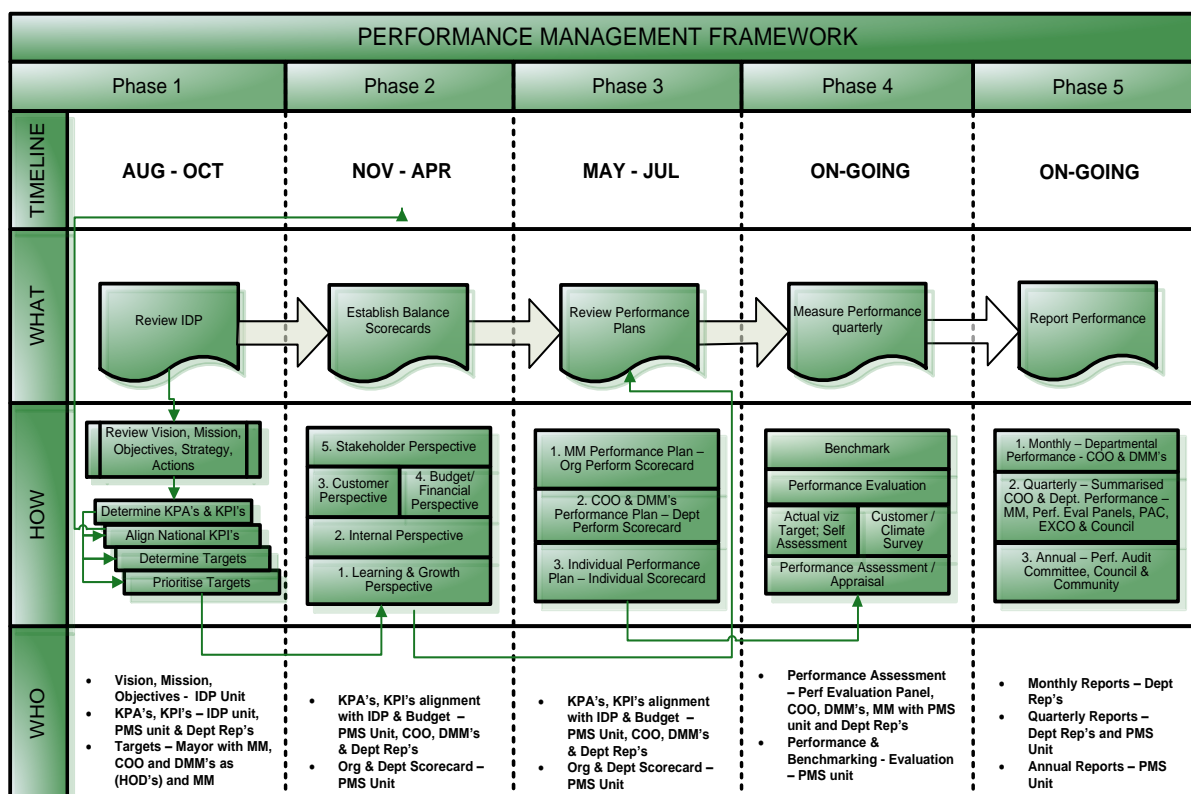 PERFORMANCE MANAGEMENT FRAMEWORK
Phase 1
Phase 2
Phase 3
Phase 4
Phase 5
TIMELINE
AUG - OCT
NOV - APR
MAY - JUL
ON-GOING
ON-GOING
WHAT
Review IDP
Establish Balance
Scorecards
Review Performance
Plans
Measure Performance
quarterly
Report Performance
HOW
Review Vision, Mission,
Objectives, Strategy,
Actions
Determine KPA's & KPI's
Align National KPI's
Determine Targets
Prioritise Targets
5. Stakeholder Perspective
3. Customer
Perspective
4. Budget/
Financial
Perspective
2. Internal Perspective
1. Learning & Growth
Perspective
1. MM Performance Plan –
Org Perform Scorecard
2. COO & DMM's
Performance Plan – Dept
Perform Scorecard
3. Individual Performance
Plan – Individual Scorecard
Benchmark
Performance Evaluation
Actual viz
Target; Self
Assessment
Customer /
Climate
Survey
Performance Assessment /
Appraisal
1. Monthly – Departmental
Performance - COO & DMM's
2. Quarterly – Summarised
COO & Dept. Performance –
MM, Perf. Eval Panels, PAC,
EXCO & Council
3. Annual – Perf. Audit
Committee, Council &
Community
WHO
• Vision, Mission,
Objectives - IDP Unit
• KPA's, KPI's – IDP unit,
PMS unit & Dept Rep's
• Targets – Mayor with MM,
COO and DMM's as
(HOD's) and MM
• KPA's, KPI's alignment
with IDP & Budget –
PMS Unit, COO, DMM's
& Dept Rep's
• Org & Dept Scorecard –
PMS Unit
• KPA's, KPI's alignment
with IDP & Budget –
PMS Unit, COO, DMM's
& Dept Rep's
• Org & Dept Scorecard –
PMS Unit
• Performance Assessment
– Perf Evaluation Panel,
COO, DMM's, MM with PMS
unit and Dept Rep's
• Performance &
Benchmarking - Evaluation
– PMS unit
• Monthly Reports – Dept
Rep's
• Quarterly Reports –
Dept Rep's and PMS
Unit
• Annual Reports – PMS
Unit